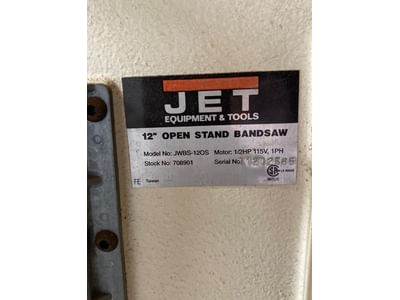 JET
EQUIPMENT & TOOLS
12" OPEN STAND BANDSAW
Model No: JWBS-12OS Motor: 1/2HP 115V, 1PH
Stock No: 708901 Serial No:
FE Taiwan